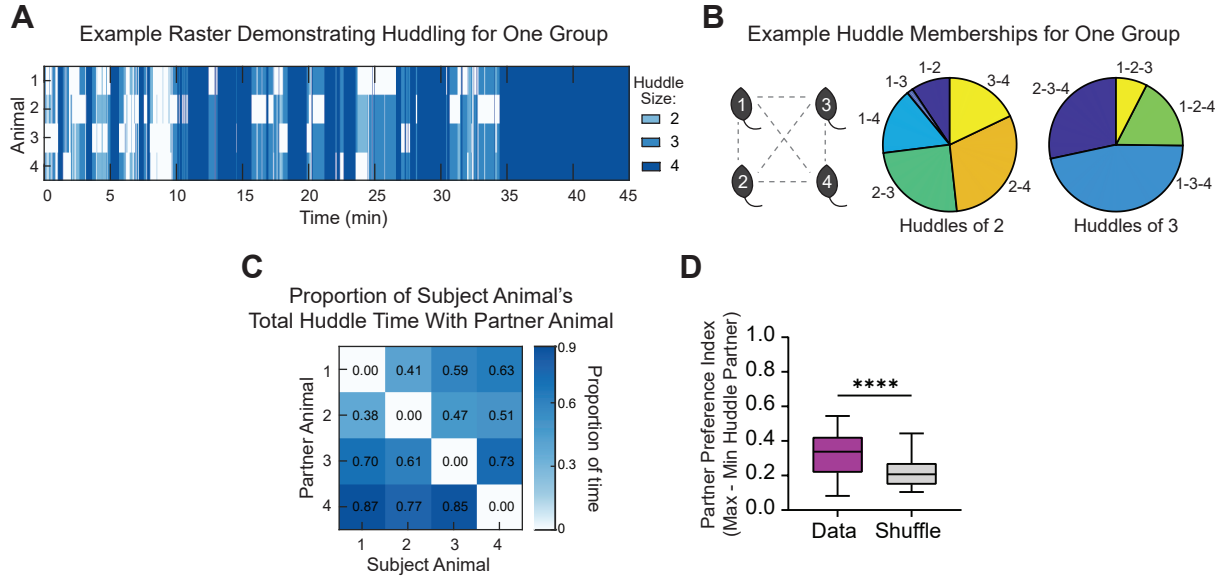 A
Example Raster Demonstrating Huddling for One Group
Animal
1
2
3
4
0
5
10
15
20
25
30
35
40
45
Time (min)
Huddle
Size:
2
3
4
B
Example Huddle Memberships for One Group
1
3
2
4
1-2
3-4
1-3
1-4
2-3
2-4
Huddles of 2
1-2-3
2-3-4
1-2-4
1-3-4
Huddles of 3
C
Proportion of Subject Animal's
Total Huddle Time With Partner Animal
Partner Animal
1
0.00 0.41 0.59 0.63
2
0.38 0.00 0.47 0.51
3
0.70 0.61 0.00 0.73
4
0.87 0.77 0.85 0.00
1 2 3 4
Subject Animal
0.9
0.6
0.3
0
Proportion of time
D
Partner Preference Index
(Max - Min Huddle Partner)
1.0
0.8
0.6
0.4
0.2
0.0
****
Data Shuffle